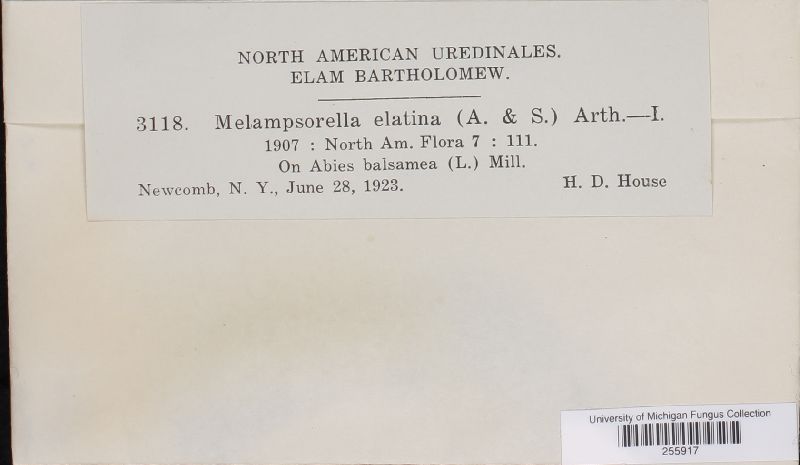 NORTH AMERICAN UREDINALES.
ELAM BARTHOLOMEW.
3118. Melampsorella elatina (A. & S.) Arth.—I.
1907 : North Am. Flora 7 : 111.
On Abies balsamea (L.) Mill.
Newcomb, N. Y., June 28, 1923. H. D. House
University of Michigan Fungus Collection
255917